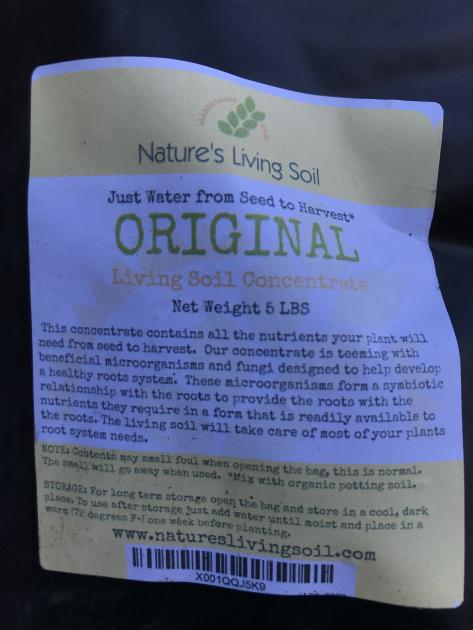 Nature's Living Soil
Just Water from Seed to Harvest*
ORIGINAL
Living Soil Concentrate
Net Weight 5 LBS
This concentrate contains all the nutrients your plant will
need from seed to harvest. Our concentrate is teeming with
beneficial microorganisms and fungi designed to help develop
a healthy roots system. These microorganisms form a symbiotic
relationship with the roots to provide the roots with the
nutrients they require in a form that is readily available to
the roots. The living soil will take care of most of your plants
root system needs.
NOTE: Contents may smell foul when opening the bag, this is normal.
The smell will go away when used. *Mix with organic potting soil.
STORAGE: For long term storage open the bag and store in a cool, dark
place. To use after storage just add water until moist and place in a
warm (72 degrees F+) one week before planting.
www.natureslivingsoil.com
X001QQJ5K9